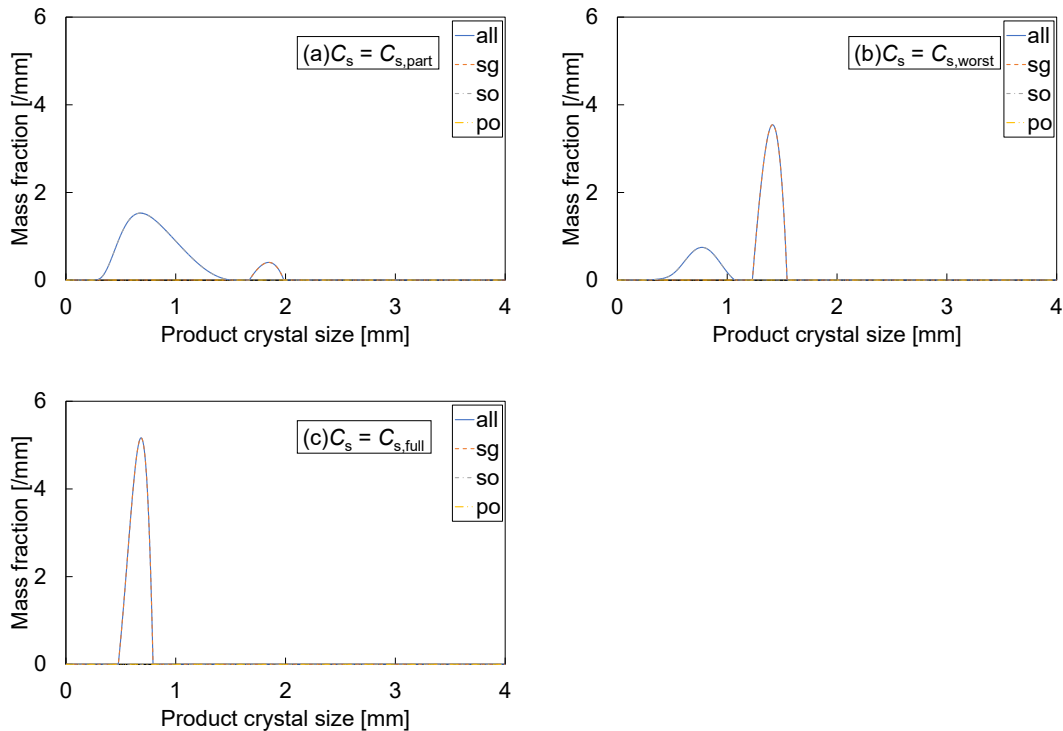 6
4
2
0
Mass fraction [/mm]
(a)Cs = Cs,part
all
sg
so
po
0 1 2 3 4
Product crystal size [mm]
6
4
2
0
Mass fraction [/mm]
(b)Cs = Cs,worst
all
sg
so
po
0 1 2 3 4
Product crystal size [mm]
6
4
2
0
Mass fraction [/mm]
(c)Cs = Cs,full
all
sg
so
po
0 1 2 3 4
Product crystal size [mm]